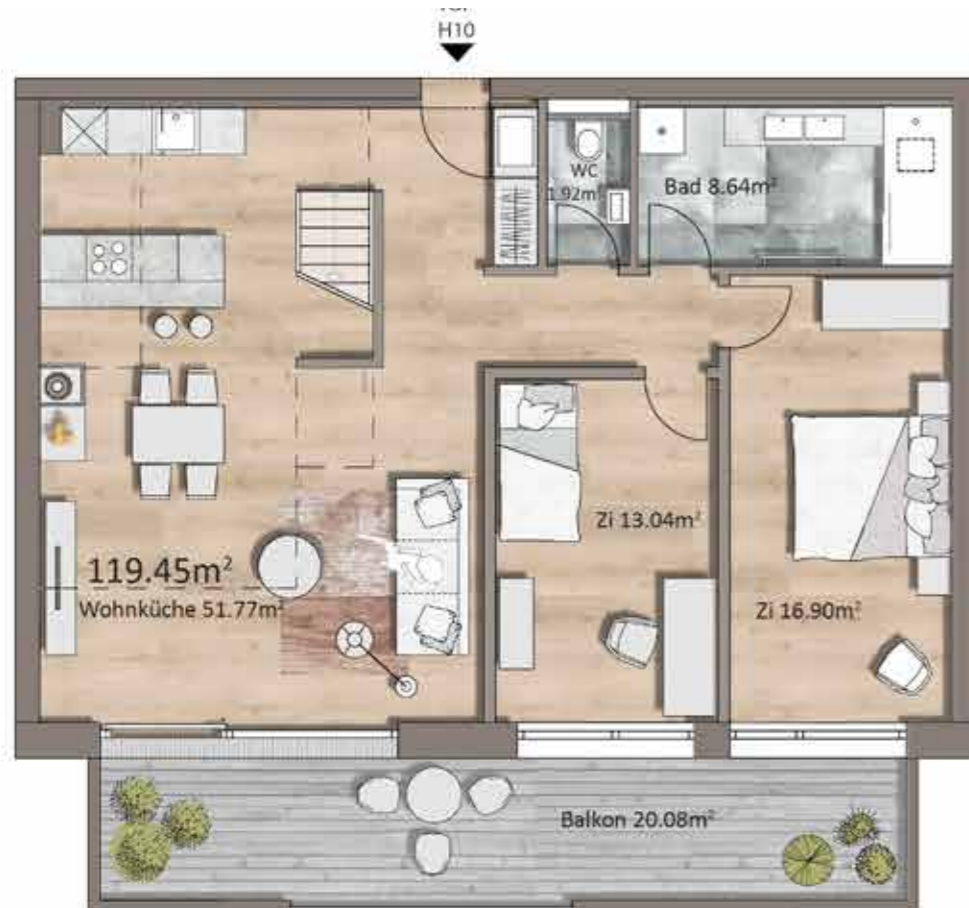 H10
WC
1.92m²
Bad 8.64m²
Zi 13.04m²
119.45m²
Wohnküche 51.77m²
Zi 16.90m²
Balkon 20.08m²